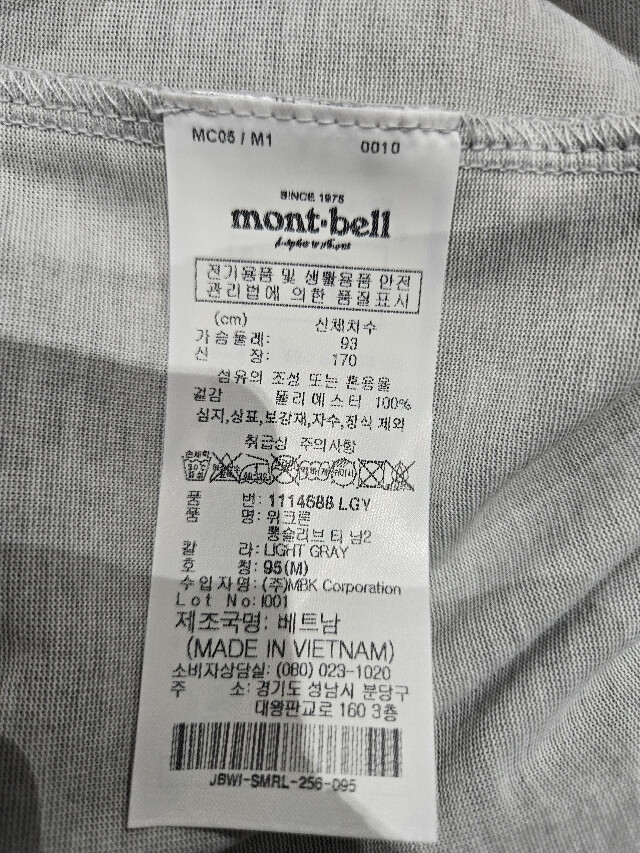 MC05 / M1 0010
SINCE 1975
mont·bell
전기용품 및 생활용품 안전
관리법에 의한 품질표시
(cm) 신체치수
가슴둘레: 93
신 장: 170
섬유의 조성 또는 혼용율
겉감 폴리에스터 100%
심지,상표,보강재,자수,장식 제외
취급상 주의사항
품 번: 1114688 LGY
품 명: 위크론
롱슬리브 티 남2
칼 라: LIGHT GRAY
호 칭: 95(M)
수입자명: (주)MBK Corporation
Lot No: I001
제조국명: 베트남
(MADE IN VIETNAM)
소비자상담실: (080) 023-1020
주 소: 경기도 성남시 분당구
대왕판교로 160 3층
JBWI-SMRL-256-095